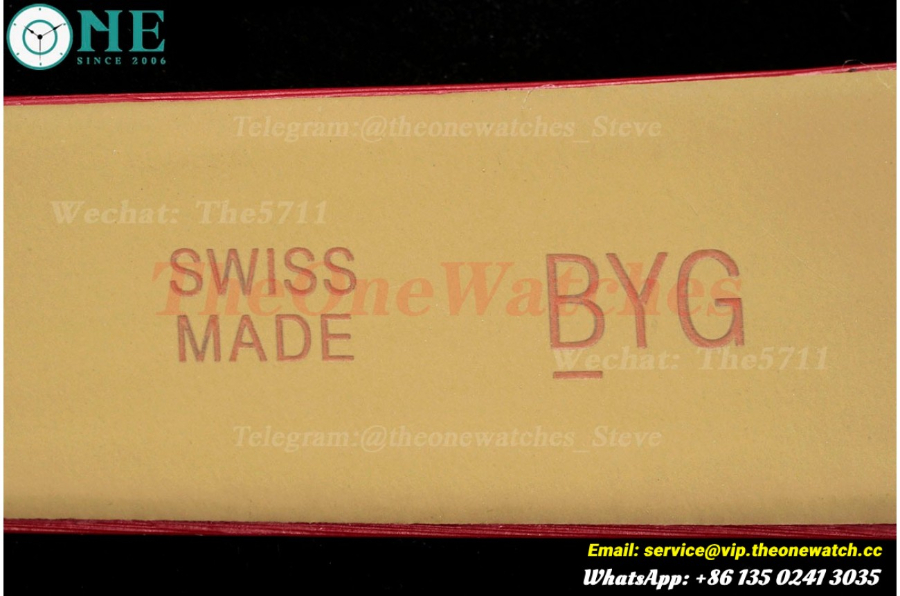 ONE
SINCE 2006
Telegram:@theonewatches_Steve
Wechat: The5711
SWISS
MADE
BYG
TheOneWatches
Wechat: The5711
Telegram:@theonewatches_Steve
Email: service@vip.theonewatch.cc
WhatsApp: +86 135 0241 3035